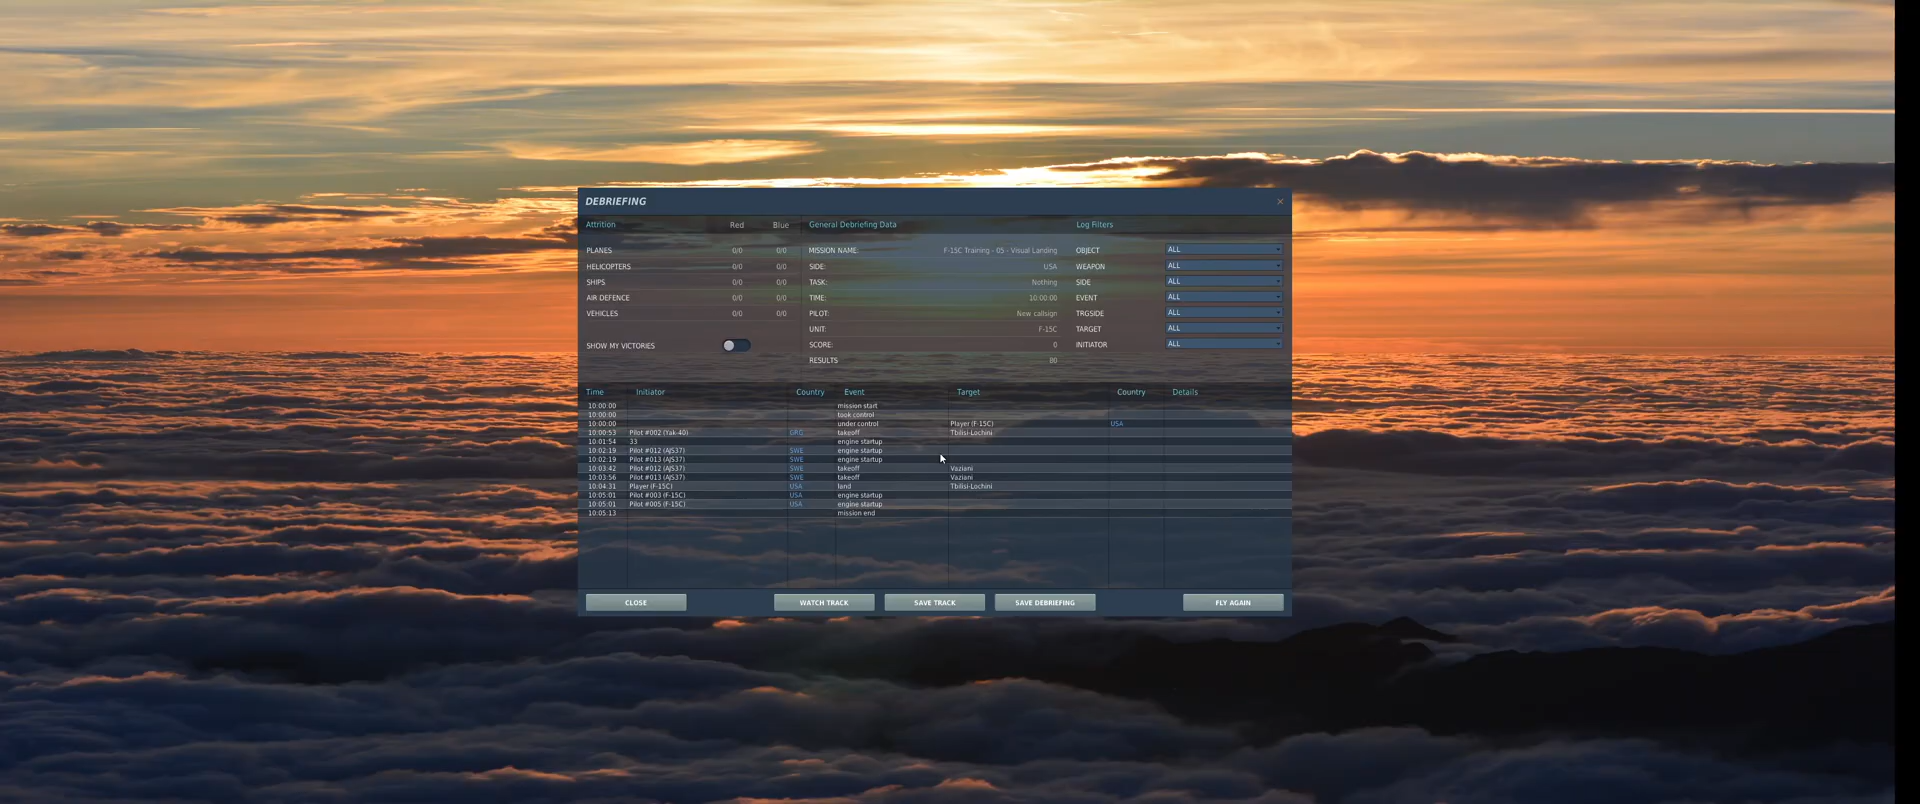 DEBRIEFING ×
Attrition Red Blue General Debriefing Data Log Filters
PLANES 0/0 0/0 MISSION NAME: F-15C Training - 05 - Visual Landing OBJECT ALL
HELICOPTERS 0/0 0/0 SIDE: USA WEAPON ALL
SHIPS 0/0 0/0 TASK: Nothing SIDE ALL
AIR DEFENCE 0/0 0/0 TIME: 10:00:00 EVENT ALL
VEHICLES 0/0 0/0 PILOT: New callsign TRGSIDE ALL
UNIT: F-15C TARGET ALL
SHOW MY VICTORIES SCORE: 0 INITIATOR ALL
RESULTS 80
Time Initiator Country Event Target Country Details
10:00:00 mission start
10:00:00 took control
10:00:00 under control Player (F-15C) USA
10:00:53 Pilot #002 (Yak-40) GRG takeoff Tbilisi-Lochini
10:01:54 33 engine startup
10:02:19 Pilot #012 (AJS37) SWE engine startup
10:02:19 Pilot #013 (AJS37) SWE engine startup
10:03:42 Pilot #012 (AJS37) SWE takeoff Vaziani
10:03:56 Pilot #013 (AJS37) SWE takeoff Vaziani
10:04:31 Player (F-15C) USA land Tbilisi-Lochini
10:05:01 Pilot #003 (F-15C) USA engine startup
10:05:01 Pilot #005 (F-15C) USA engine startup
10:05:13 mission end
CLOSE WATCH TRACK SAVE TRACK SAVE DEBRIEFING FLY AGAIN